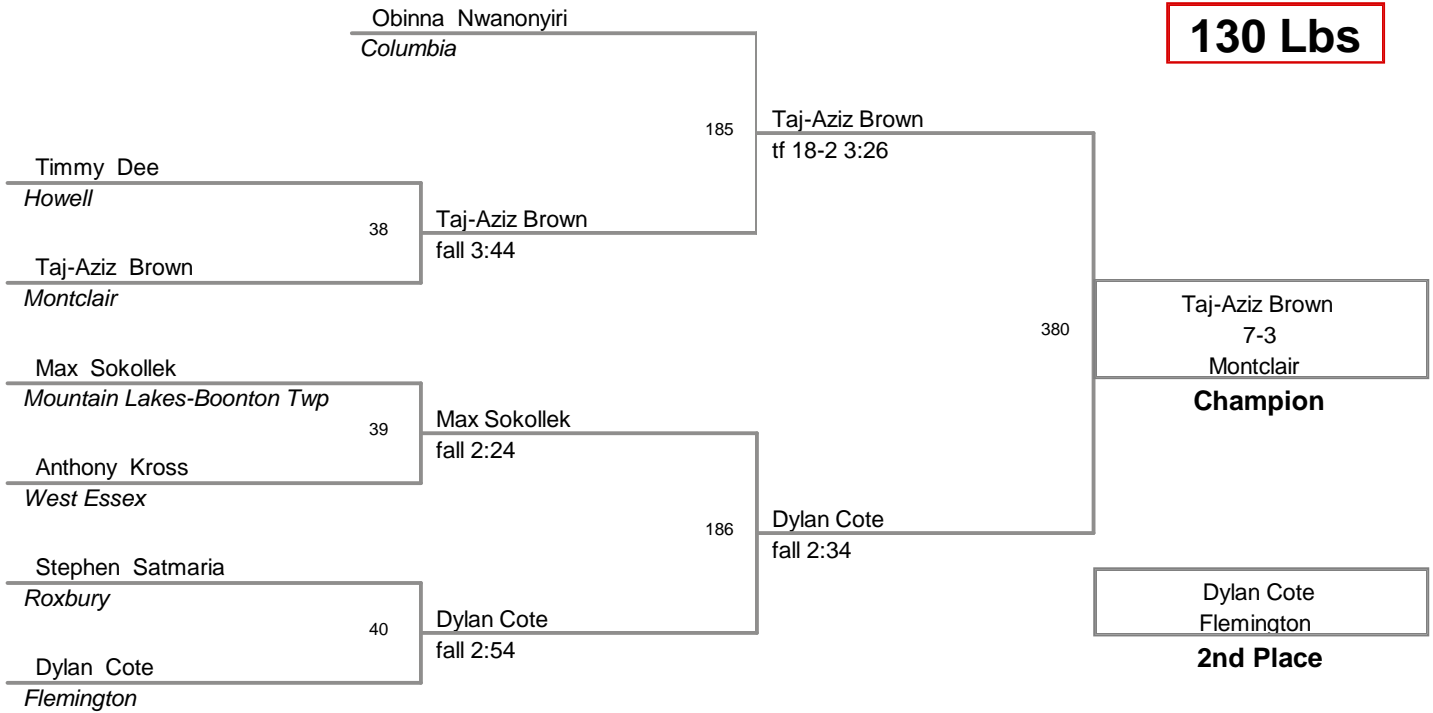 Obinna Nwanonyiri
Columbia
130 Lbs
185
Taj-Aziz Brown
tf 18-2 3:26
Timmy Dee
Howell
38
Taj-Aziz Brown
fall 3:44
Taj-Aziz Brown
Montclair
380
Taj-Aziz Brown
7-3
Montclair
Champion
Max Sokollek
Mountain Lakes-Boonton Twp
39
Max Sokollek
fall 2:24
Anthony Kross
West Essex
186
Dylan Cote
fall 2:34
Stephen Satmaria
Roxbury
40
Dylan Cote
fall 2:54
Dylan Cote
Flemington
Dylan Cote
Flemington
2nd Place